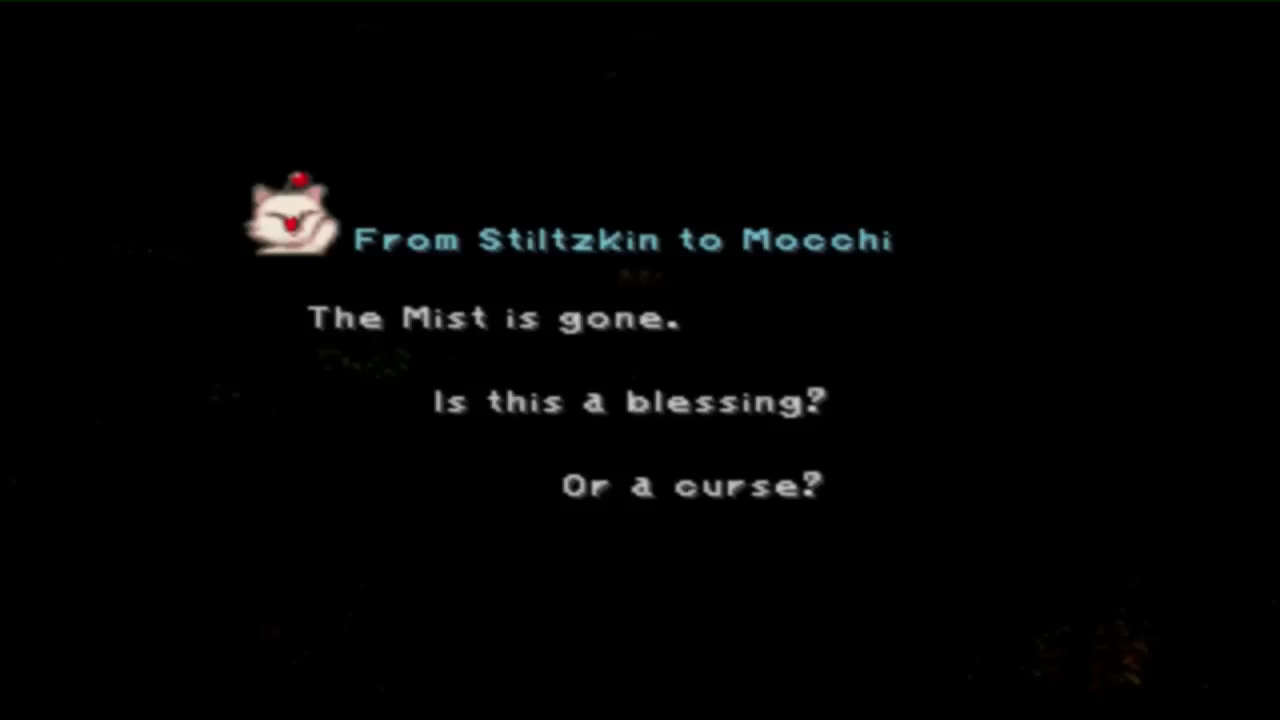 From Stiltzkin to Mocchi
The Mist is gone.
Is this a blessing?
Or a curse?